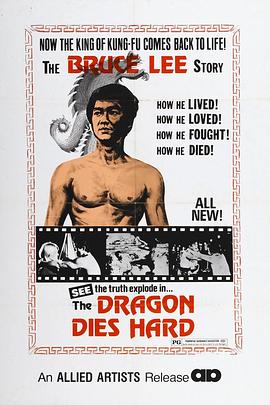 NOW THE KING OF KUNG-FU COMES BACK TO LIFE!
The BRUCE LEE STORY
HOW HE LIVED!
HOW HE LOVED!
HOW HE FOUGHT!
HOW HE DIED!
ALL
NEW!
SEE the truth explode in...
The DRAGON
DIES HARD
PG
An ALLIED ARTISTS Release